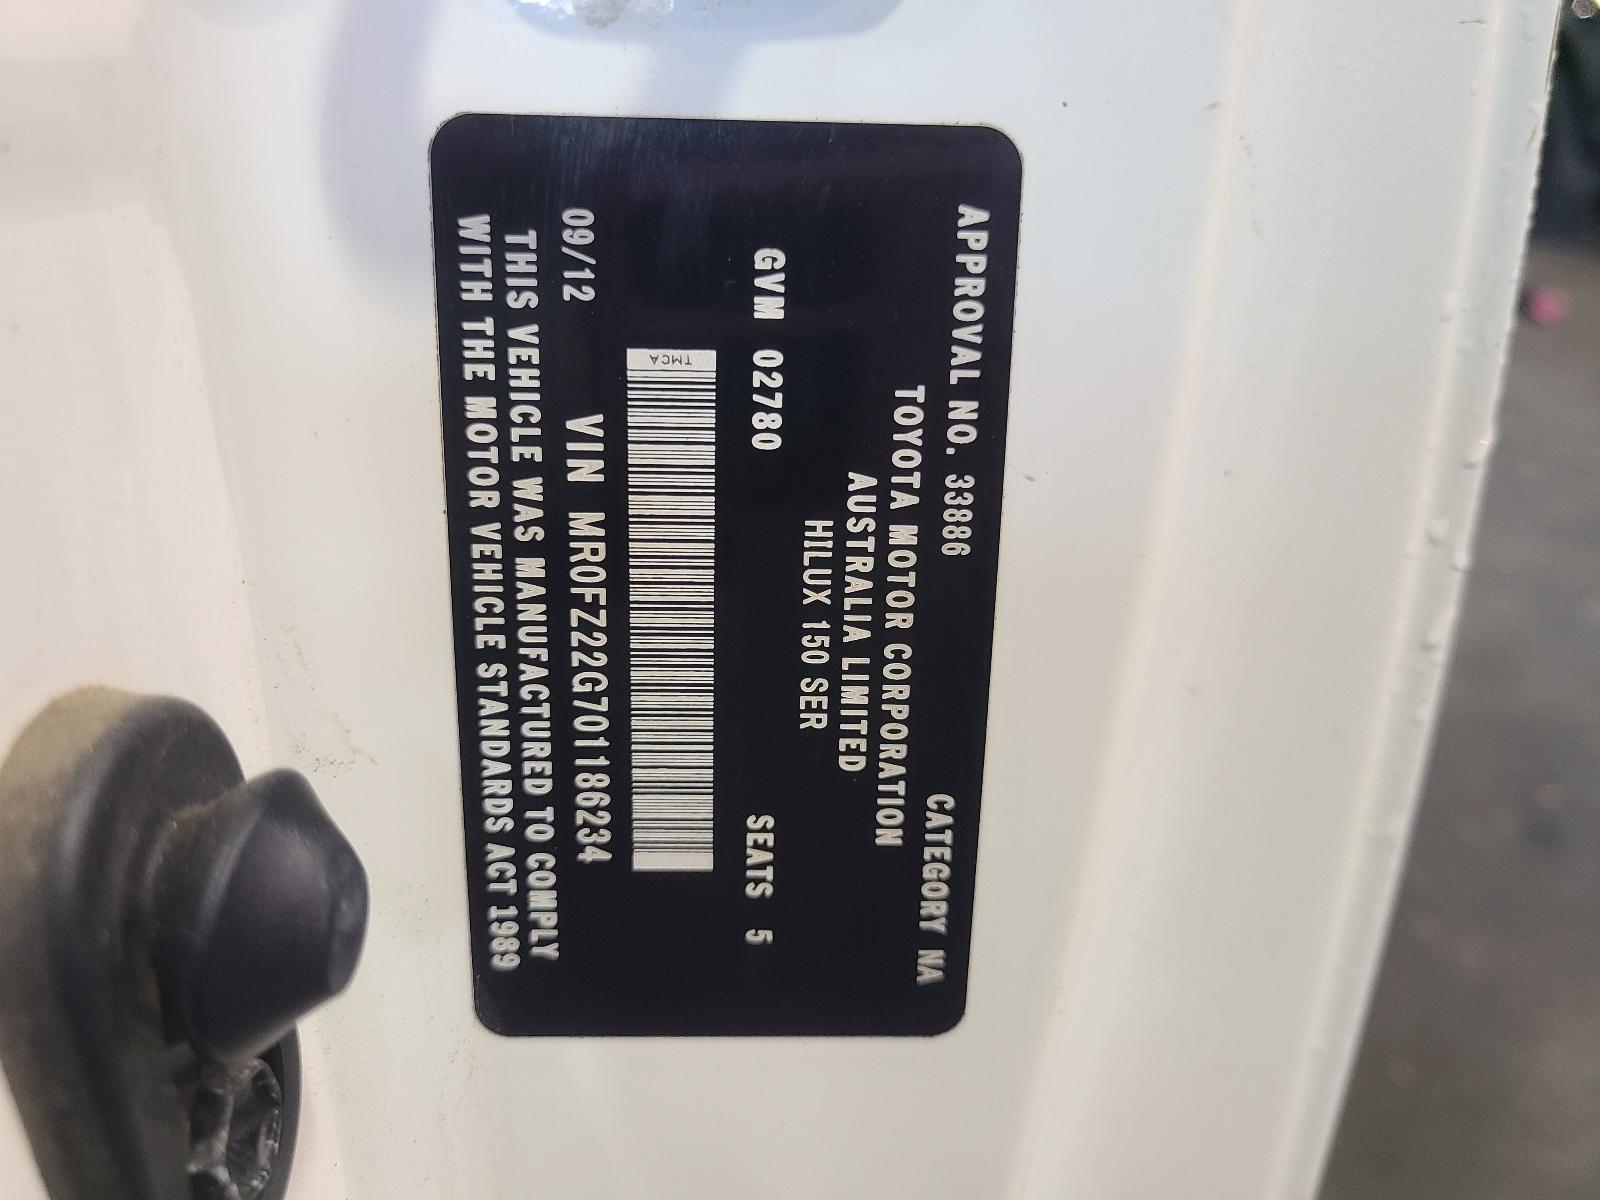 APPROVAL NO. 33886 CATEGORY NA
TOYOTA MOTOR CORPORATION
AUSTRALIA LIMITED
HILUX 150 SER
GVM 02780 SEATS 5
TMCA
09/12 VIN MR0FZ22G701186234
THIS VEHICLE WAS MANUFACTURED TO COMPLY
WITH THE MOTOR VEHICLE STANDARDS ACT 1989